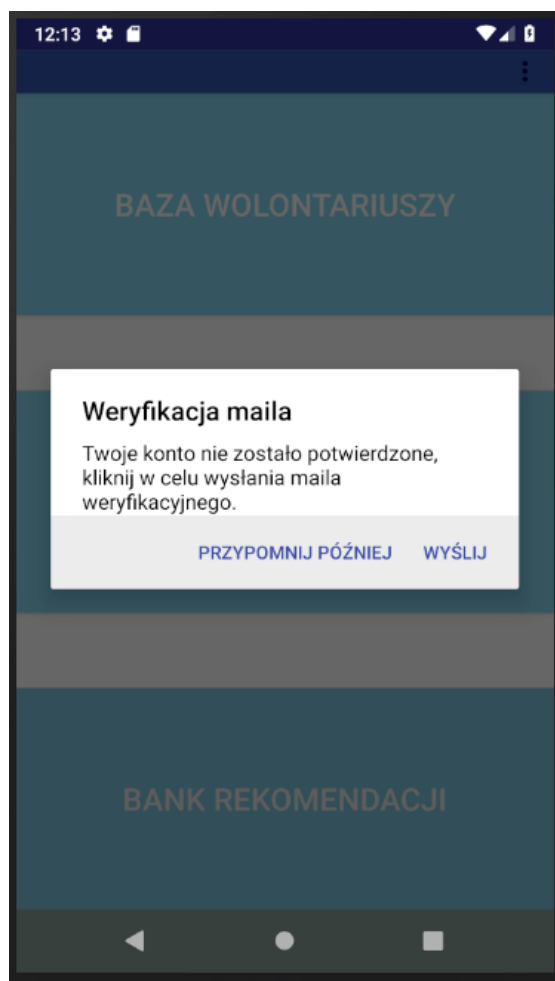 12:13
BAZA WOLONTARIUSZY
Weryfikacja maila
Twoje konto nie zostało potwierdzone,
kliknij w celu wysłania maila
weryfikacyjnego.
PRZYPOMNIJ PÓŹNIEJ WYŚLIJ
BANK REKOMENDACJI